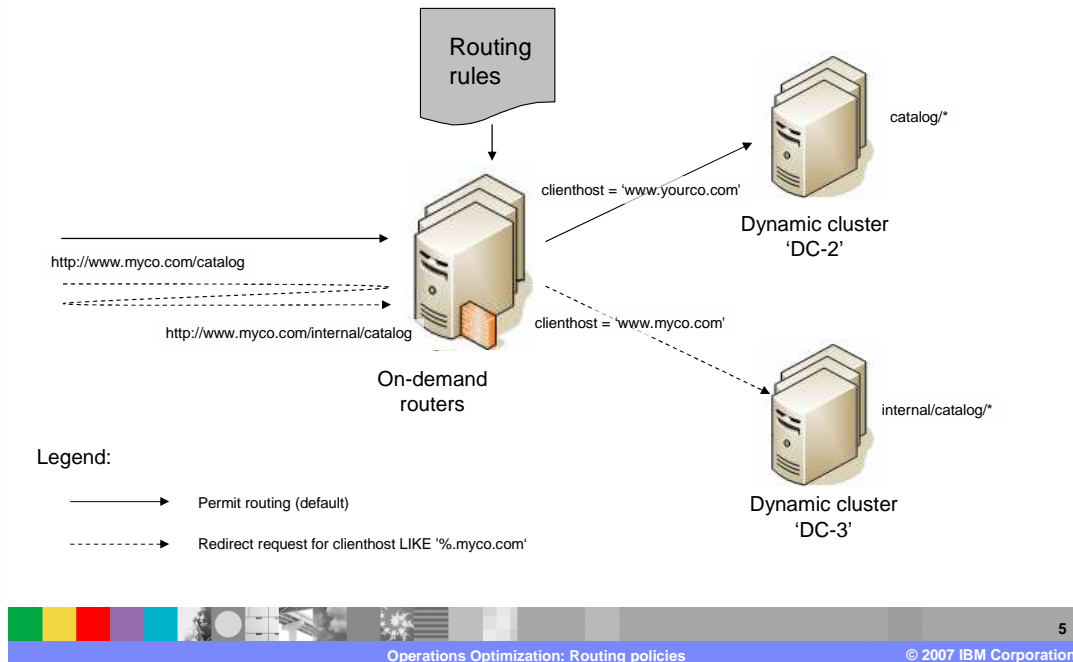 Routing
rules
catalog/*
clienthost = 'www.yourco.com'
Dynamic cluster
'DC-2'
http://www.myco.com/catalog
http://www.myco.com/internal/catalog
clienthost = 'www.myco.com'
On-demand
routers
internal/catalog/*
Dynamic cluster
'DC-3'
Legend:
Permit routing (default)
Redirect request for clienthost LIKE '%.myco.com'
5
Operations Optimization: Routing policies
© 2007 IBM Corporation